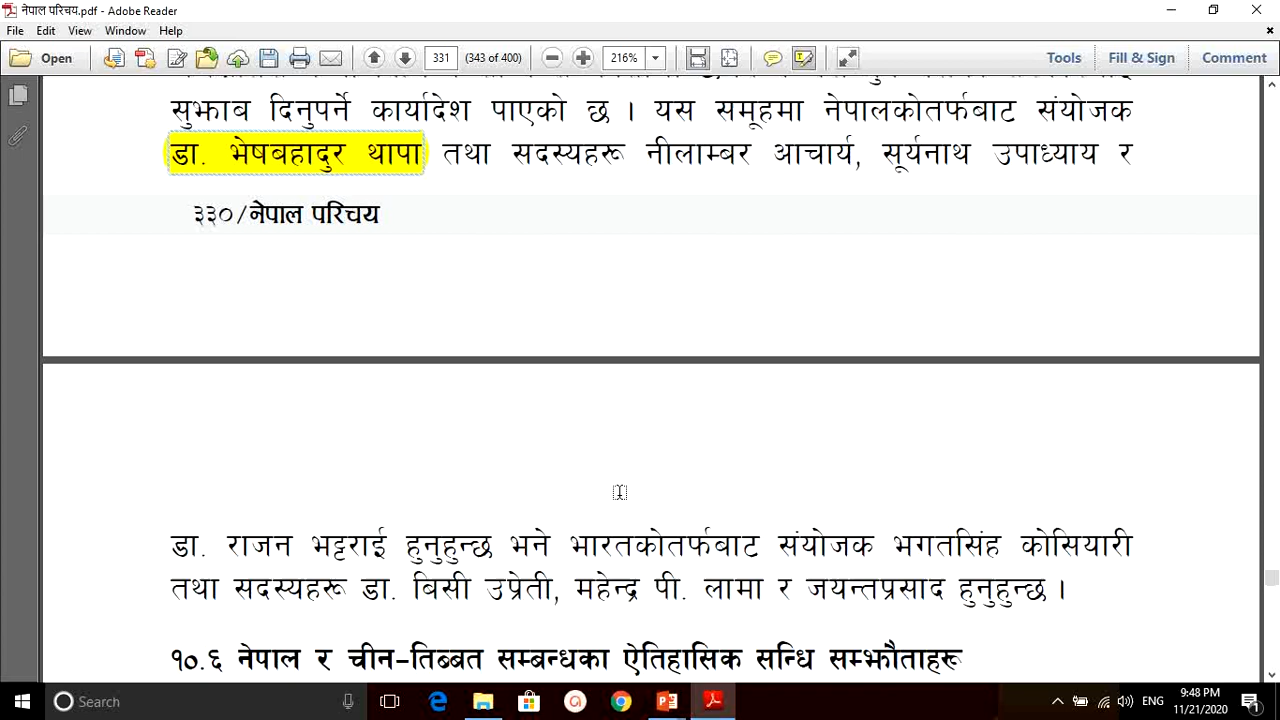 नेपाल परिचय.pdf - Adobe Reader
File Edit View Window Help
Open 331 (343 of 400) 216% Tools Fill & Sign Comment
सुझाब दिनुपर्ने कार्यादेश पाएको छ । यस समूहमा नेपालकोतर्फबाट संयोजक
डा. भेषबहादुर थापा तथा सदस्यहरू नीलाम्बर आचार्य, सूर्यनाथ उपाध्याय र
३३०/नेपाल परिचय
डा. राजन भट्टराई हुनुहुन्छ भने भारतकोतर्फबाट संयोजक भगतसिंह कोसियारी
तथा सदस्यहरू डा. बिसी उप्रेती, महेन्द्र पी. लामा र जयन्तप्रसाद हुनुहुन्छ ।
१०.६ नेपाल र चीन-तिब्बत सम्बन्धका ऐतिहासिक सन्धि सम्झौताहरू
Search ENG 9:48 PM
11/21/2020